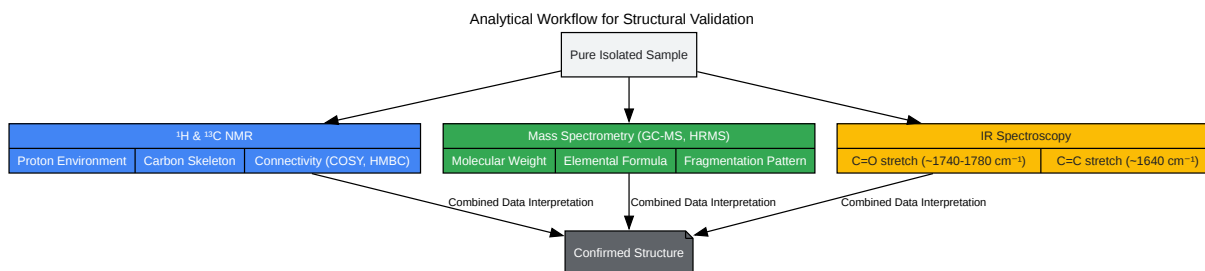 Analytical Workflow for Structural Validation
Pure Isolated Sample
¹H & ¹³C NMR
Proton Environment
Carbon Skeleton
Connectivity (COSY, HMBC)
Mass Spectrometry (GC-MS, HRMS)
Molecular Weight
Elemental Formula
Fragmentation Pattern
IR Spectroscopy
C=O stretch (~1740-1780 cm⁻¹)
C=C stretch (~1640 cm⁻¹)
Combined Data Interpretation
Combined Data Interpretation
Combined Data Interpretation
Confirmed Structure